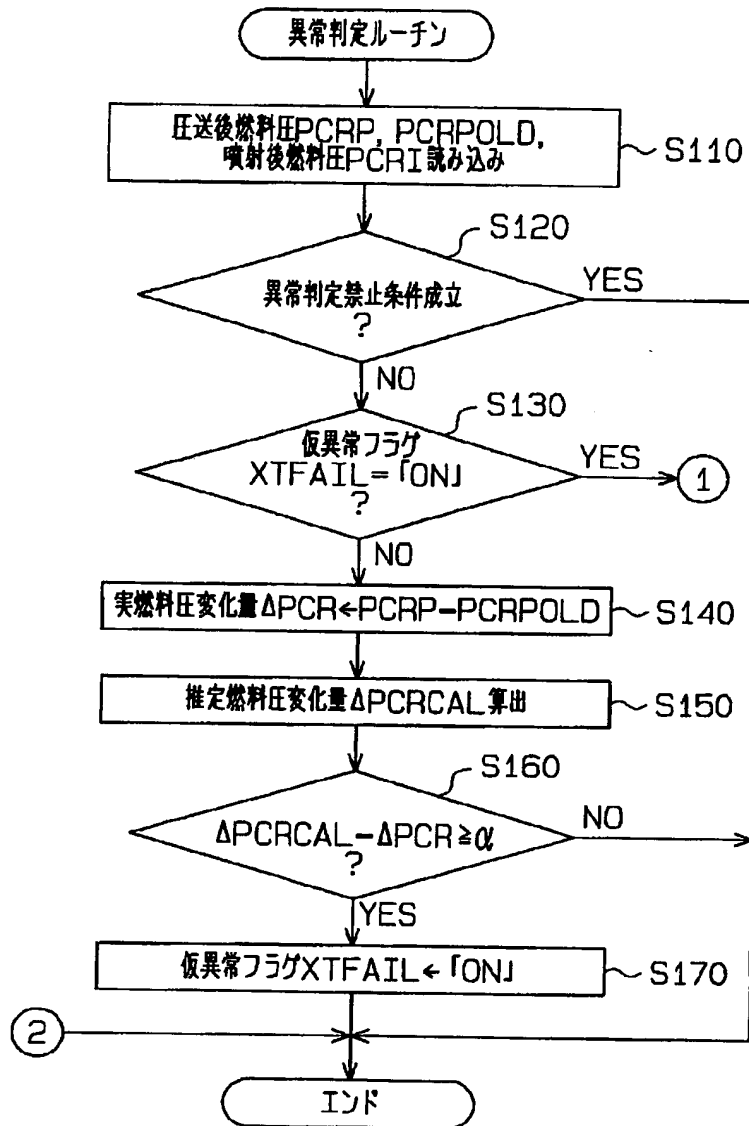 異常判定ルーチン
圧送後燃料圧PCRP, PCRPOLD,
噴射後燃料圧PCRI読み込み
S110
S120
異常判定禁止条件成立
?
YES
NO
S130
仮異常フラグ
XTFAIL=「ON」
?
YES
1
NO
実燃料圧変化量ΔPCR←PCRP-PCRPOLD
S140
推定燃料圧変化量ΔPCRCAL算出
S150
S160
ΔPCRCAL-ΔPCR≧α
?
NO
YES
仮異常フラグXTFAIL←「ON」
S170
2
エンド